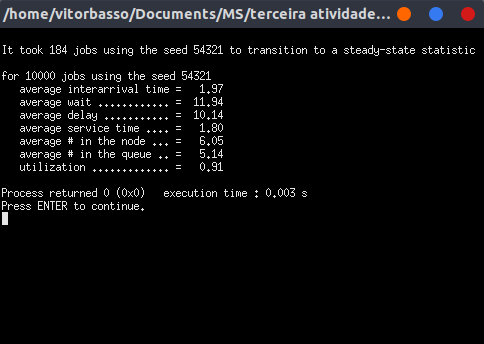 /home/vitorbasso/Documents/MS/terceira atividade...
It took 184 jobs using the seed 54321 to transition to a steady-state statistic
for 10000 jobs using the seed 54321
average interarrival time = 1.97
average wait ............ = 11.94
average delay ........... = 10.14
average service time .... = 1.80
average # in the node ... = 6.05
average # in the queue .. = 5.14
utilization ............. = 0.91
Process returned 0 (0x0) execution time : 0.003 s
Press ENTER to continue.